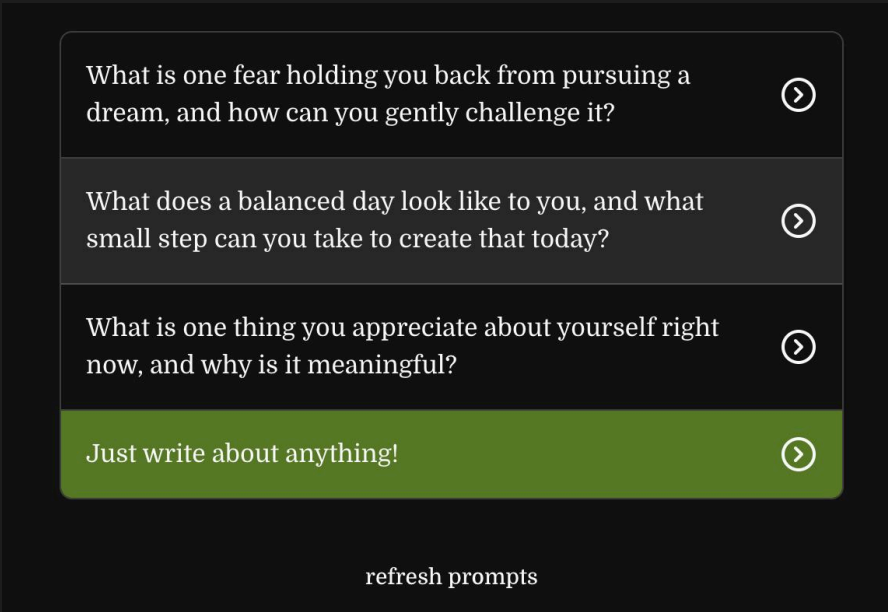 What is one fear holding you back from pursuing a
dream, and how can you gently challenge it?
What does a balanced day look like to you, and what
small step can you take to create that today?
What is one thing you appreciate about yourself right
now, and why is it meaningful?
Just write about anything!
refresh prompts